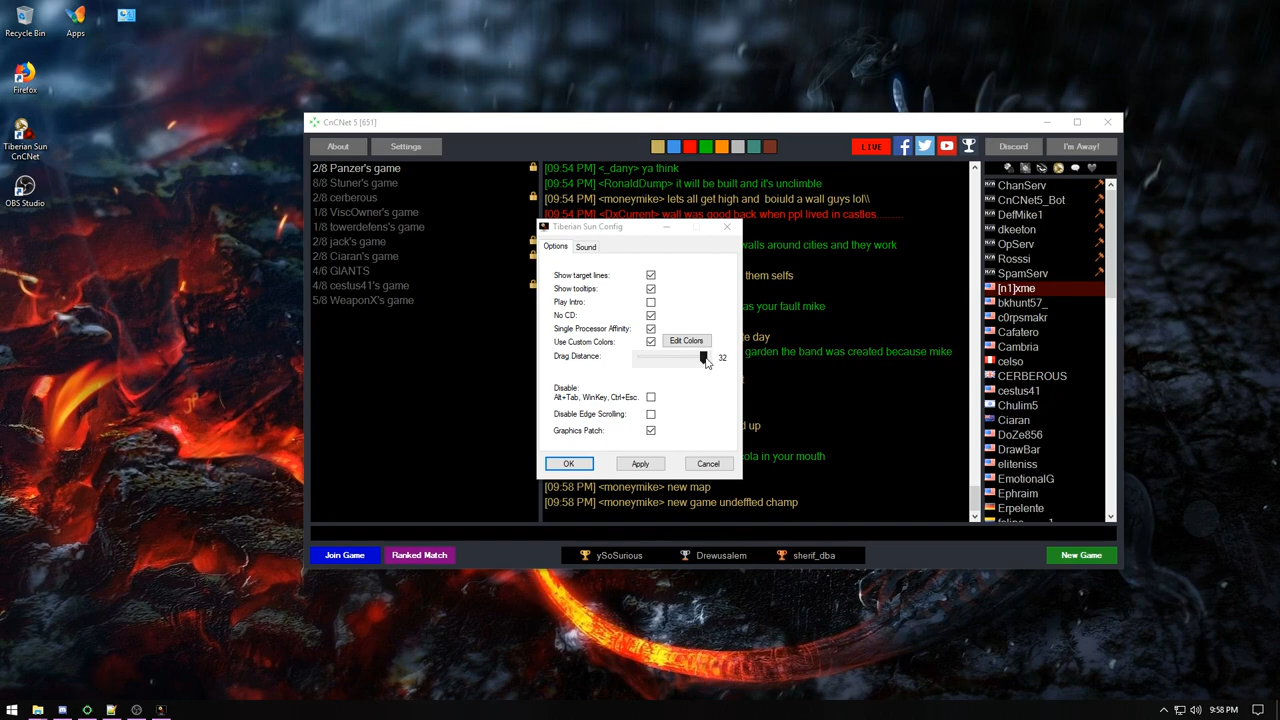 Recycle Bin
Apps
Firefox
Tiberian Sun
CnCNet
OBS Studio
CnCNet 5 [651]
About
Settings
LIVE
Discord
I'm Away!
2/8 Panzer's game
8/8 Stuner's game
2/8 cerberous
1/8 ViscOwner's game
1/8 towerdefens's game
2/8 jack's game
2/8 Ciaran's game
4/6 GIANTS
4/8 cestus41's game
5/8 WeaponX's game
[09:54 PM] <_dany> ya think
[09:54 PM] <RonaldDump> it will be built and it's unclimble
[09:54 PM] <moneymike> lets all get high and boiuld a wall guys lol\\
[09:54 PM] <DxCurrent> wall was good back when ppl lived in castles.........
valls around cities and they work
them selfs
as your fault mike
te day
garden the band was created because mike
d up
cola in your mouth
[09:58 PM] <moneymike> new map
[09:58 PM] <moneymike> new game undeffted champ
Tiberian Sun Config
Options
Sound
Show target lines:
Show tooltips:
Play Intro:
No CD:
Single Processor Affinity:
Use Custom Colors:
Edit Colors
Drag Distance:
32
Disable:
Alt+Tab, WinKey, Ctrl+Esc.
Disable Edge Scrolling:
Graphics Patch:
OK
Apply
Cancel
ChanServ
CnCNet5_Bot
DefMike1
dkeeton
OpServ
Rosssi
SpamServ
[n1]xme
bkhunt57_
c0rpsmakr
Cafatero
Cambria
celso
CERBEROUS
cestus41
Chulim5
Ciaran
DoZe856
DrawBar
eliteniss
EmotionalG
Ephraim
Erpelente
Join Game
Ranked Match
ySoSurious
Drewusalem
sherif_dba
New Game
9:58 PM